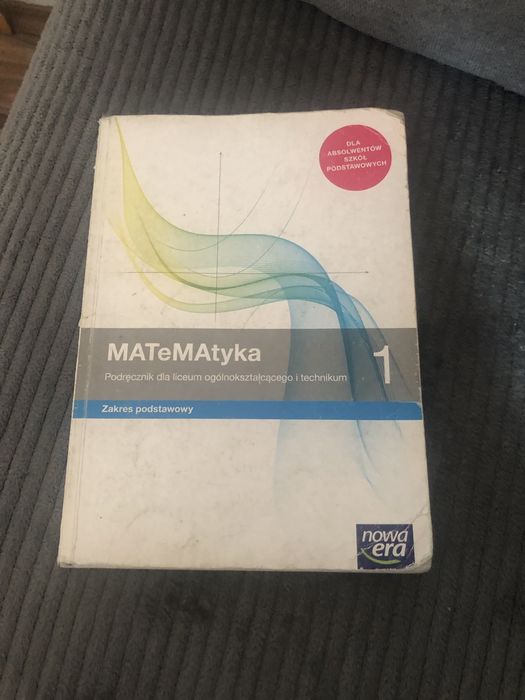 DLA
ABSOLWENTÓW
SZKÓŁ
PODSTAWOWYCH
MATeMAtyka
1
Podręcznik dla liceum ogólnokształcącego i technikum
Zakres podstawowy
nowa
era